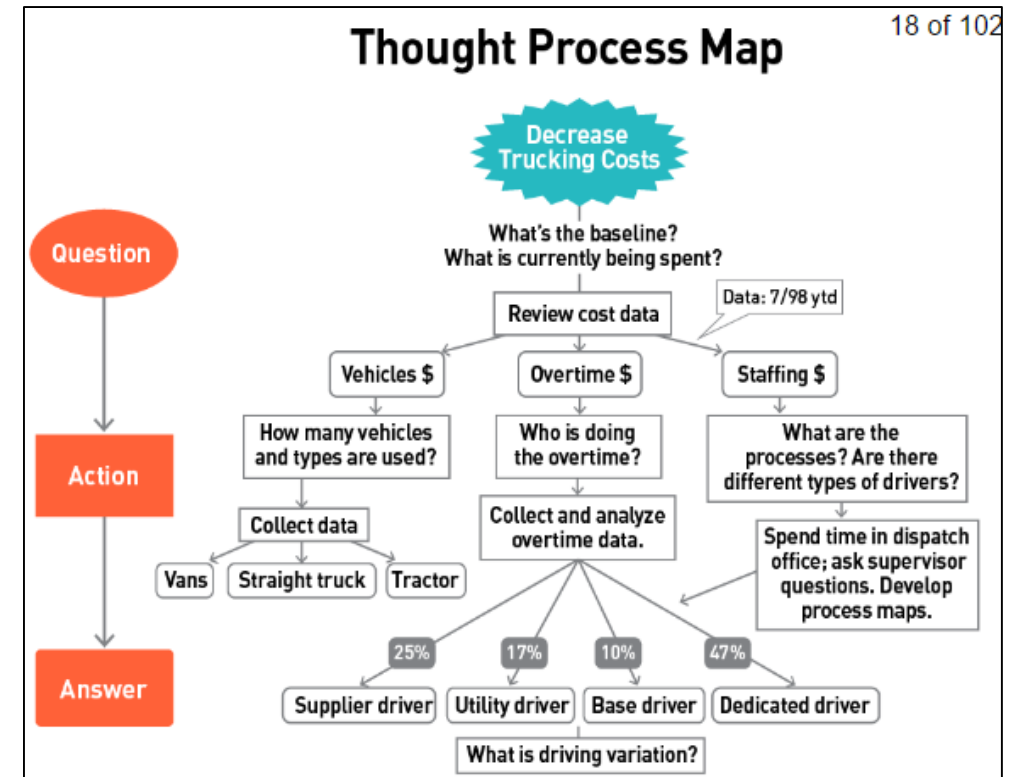 18 of 102
Thought Process Map
Decrease
Trucking Costs
What's the baseline?
What is currently being spent?
Question
Data: 7/98 ytd
Review cost data
Vehicles $
Overtime $
Staffing $
How many vehicles
and types are used?
Who is doing
the overtime?
What are the
processes? Are there
different types of drivers?
Action
Collect data
Collect and analyze
overtime data.
Spend time in dispatch
office; ask supervisor
questions. Develop
process maps.
Vans
Straight truck
Tractor
25%
17%
10%
47%
Answer
Supplier driver
Utility driver
Base driver
Dedicated driver
What is driving variation?